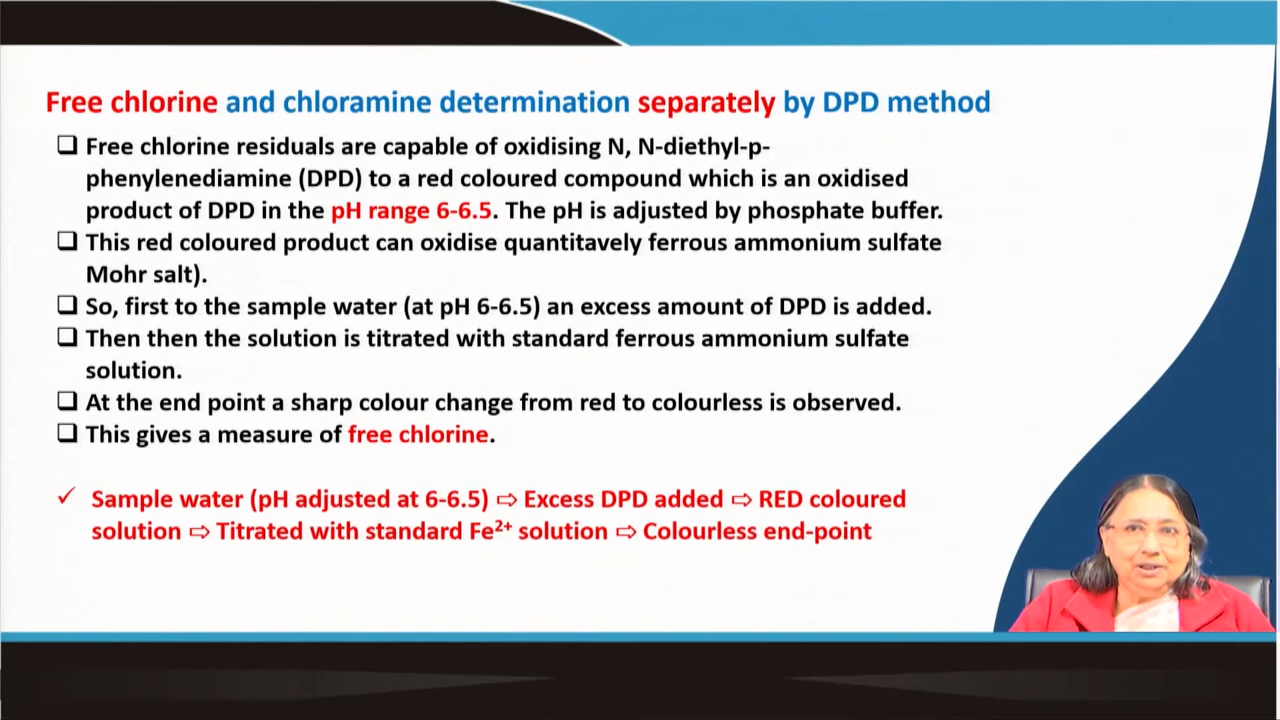 Free chlorine and chloramine determination separately by DPD method
❑ Free chlorine residuals are capable of oxidising N, N-diethyl-p-
phenylenediamine (DPD) to a red coloured compound which is an oxidised
product of DPD in the pH range 6-6.5. The pH is adjusted by phosphate buffer.
❑ This red coloured product can oxidise quantitavely ferrous ammonium sulfate
Mohr salt).
❑ So, first to the sample water (at pH 6-6.5) an excess amount of DPD is added.
❑ Then then the solution is titrated with standard ferrous ammonium sulfate
solution.
❑ At the end point a sharp colour change from red to colourless is observed.
❑ This gives a measure of free chlorine.
✓ Sample water (pH adjusted at 6-6.5) ⇨ Excess DPD added ⇨ RED coloured
solution ⇨ Titrated with standard Fe²⁺ solution ⇨ Colourless end-point